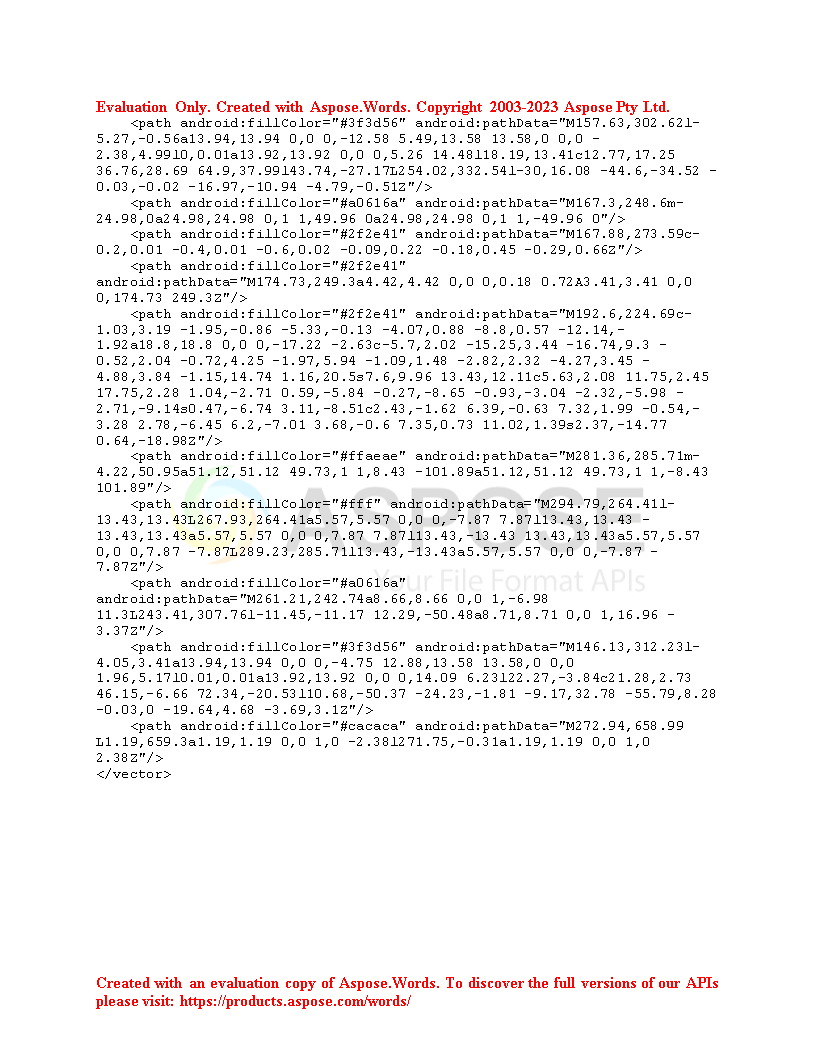 Evaluation Only. Created with Aspose.Words. Copyright 2003-2023 Aspose Pty Ltd.
<path android:fillColor="#3f3d56" android:pathData="M157.63,302.62l-
5.27,-0.56a13.94,13.94 0,0 0,-12.58 5.49,13.58 13.58,0 0,0 -
2.38,4.99l0,0.01a13.92,13.92 0,0 0,5.26 14.48l18.19,13.41c12.77,17.25
36.76,28.69 64.9,37.99l43.74,-27.17L254.02,332.54l-30,16.08 -44.6,-34.52 -
0.03,-0.02 -16.97,-10.94 -4.79,-0.51Z"/>
<path android:fillColor="#a0616a" android:pathData="M167.3,248.6m-
24.98,0a24.98,24.98 0,1 1,49.96 0a24.98,24.98 0,1 1,-49.96 0"/>
<path android:fillColor="#2f2e41" android:pathData="M167.88,273.59c-
0.2,0.01 -0.4,0.01 -0.6,0.02 -0.09,0.22 -0.18,0.45 -0.29,0.66Z"/>
<path android:fillColor="#2f2e41"
android:pathData="M174.73,249.3a4.42,4.42 0,0 0,0.18 0.72A3.41,3.41 0,0
0,174.73 249.3Z"/>
<path android:fillColor="#2f2e41" android:pathData="M192.6,224.69c-
1.03,3.19 -1.95,-0.86 -5.33,-0.13 -4.07,0.88 -8.8,0.57 -12.14,-
1.92a18.8,18.8 0,0 0,-17.22 -2.63c-5.7,2.02 -15.25,3.44 -16.74,9.3 -
0.52,2.04 -0.72,4.25 -1.97,5.94 -1.09,1.48 -2.82,2.32 -4.27,3.45 -
4.88,3.84 -1.15,14.74 1.16,20.5s7.6,9.96 13.43,12.11c5.63,2.08 11.75,2.45
17.75,2.28 1.04,-2.71 0.59,-5.84 -0.27,-8.65 -0.93,-3.04 -2.32,-5.98 -
2.71,-9.14s0.47,-6.74 3.11,-8.51c2.43,-1.62 6.39,-0.63 7.32,1.99 -0.54,-
3.28 2.78,-6.45 6.2,-7.01 3.68,-0.6 7.35,0.73 11.02,1.39s2.37,-14.77
0.64,-18.98Z"/>
<path android:fillColor="#ffaeae" android:pathData="M281.36,285.71m-
4.22,50.95a51.12,51.12 49.73,1 1,8.43 -101.89a51.12,51.12 49.73,1 1,-8.43
101.89"/>
<path android:fillColor="#fff" android:pathData="M294.79,264.41l-
13.43,13.43L267.93,264.41a5.57,5.57 0,0 0,-7.87 7.87l13.43,13.43 -
13.43,13.43a5.57,5.57 0,0 0,7.87 7.87l13.43,-13.43 13.43,13.43a5.57,5.57
0,0 0,7.87 -7.87L289.23,285.71l13.43,-13.43a5.57,5.57 0,0 0,-7.87 -
7.87Z"/>
<path android:fillColor="#a0616a"
android:pathData="M261.21,242.74a8.66,8.66 0,0 1,-6.98
11.3L243.41,307.76l-11.45,-11.17 12.29,-50.48a8.71,8.71 0,0 1,16.96 -
3.37Z"/>
<path android:fillColor="#3f3d56" android:pathData="M146.13,312.23l-
4.05,3.41a13.94,13.94 0,0 0,-4.75 12.88,13.58 13.58,0 0,0
1.96,5.17l0.01,0.01a13.92,13.92 0,0 0,14.09 6.23l22.27,-3.84c21.28,2.73
46.15,-6.66 72.34,-20.53l10.68,-50.37 -24.23,-1.81 -9.17,32.78 -55.79,8.28
-0.03,0 -19.64,4.68 -3.69,3.1Z"/>
<path android:fillColor="#cacaca" android:pathData="M272.94,658.99
L1.19,659.3a1.19,1.19 0,0 1,0 -2.38l271.75,-0.31a1.19,1.19 0,0 1,0
2.38Z"/>
</vector>
ASPOSE
Your File Format APIs
Created with an evaluation copy of Aspose.Words. To discover the full versions of our APIs
please visit: https://products.aspose.com/words/